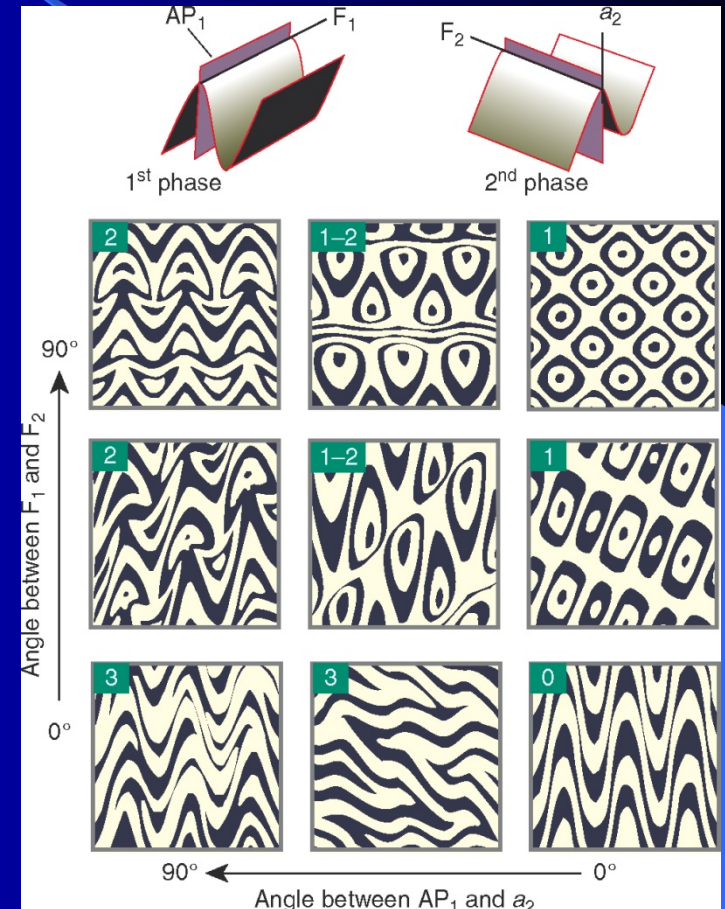 AP₁
F₁
F₂
a₂
1st phase
2nd phase
2
1–2
1
90°
2
1–2
1
Angle between F₁ and F₂
3
3
0
0°
90°
0°
Angle between AP₁ and a₂